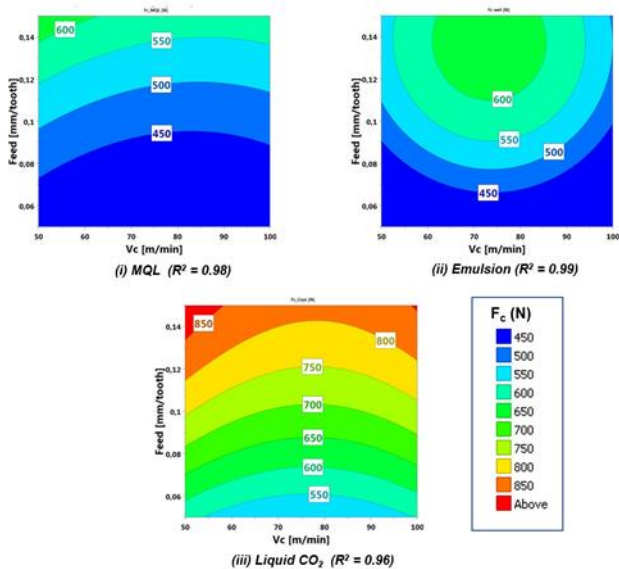 Fc_MQL [N]
600
550
500
450
0,14
0,12
0,1
0,08
0,06
Feed [mm/tooth]
50 60 70 80 90 100
Vc [m/min]
(i) MQL (R² = 0.98)
Fc wet [N]
600
550
500
450
0,14
0,12
0,1
0,08
0,06
Feed [mm/tooth]
50 60 70 80 90 100
Vc [m/min]
(ii) Emulsion (R² = 0.99)
850
800
750
700
650
600
550
0,14
0,12
0,1
0,08
0,06
Feed [mm/tooth]
50 60 70 80 90 100
Vc [m/min]
(iii) Liquid CO₂ (R² = 0.96)
F꜀ (N)
450
500
550
600
650
700
750
800
850
Above